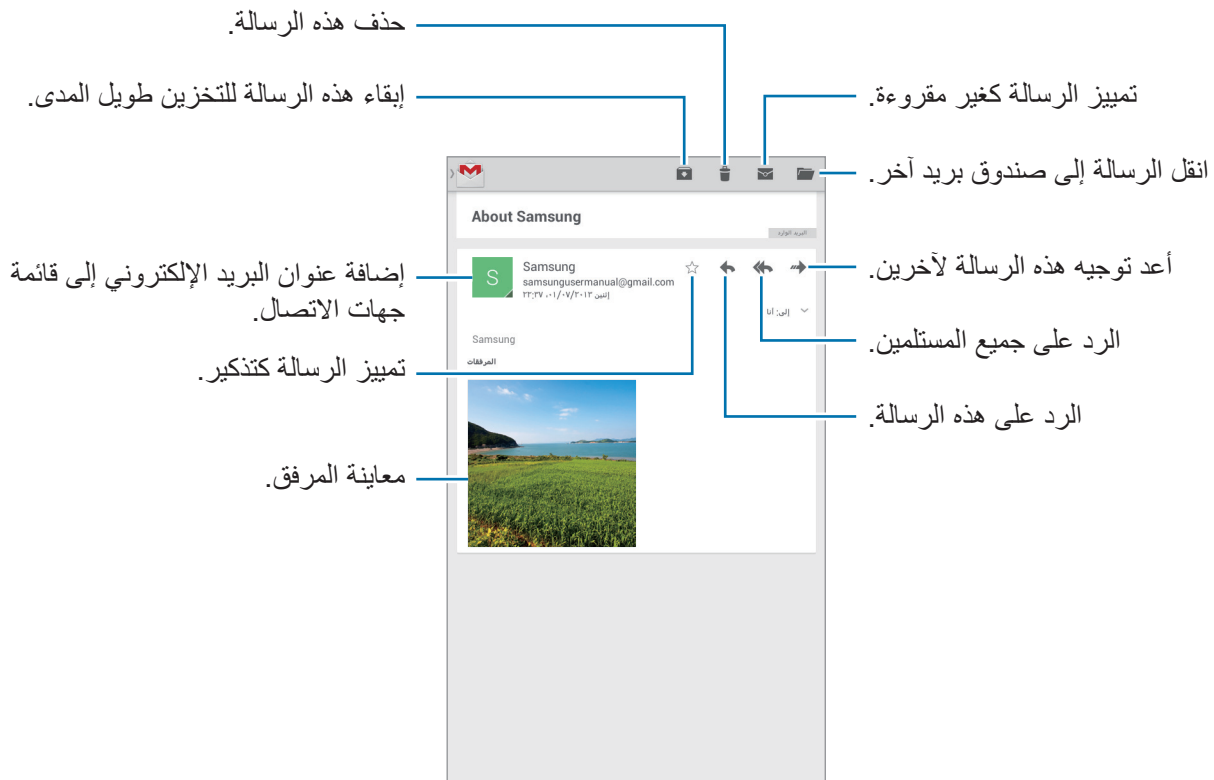 حذف هذه الرسالة.
إبقاء هذه الرسالة للتخزين طويل المدى.
تمييز الرسالة كغير مقروءة.
انقل الرسالة إلى صندوق بريد آخر.
About Samsung
البريد الوارد
S
Samsung
samsungusermanual@gmail.com
إثنين ٠١/٠٧/٢٠١٣، ٢٢:٣٧
إلى: أنا
أعد توجيه هذه الرسالة لآخرين.
إضافة عنوان البريد الإلكتروني إلى قائمة
جهات الاتصال.
الرد على جميع المستلمين.
Samsung
المرفقات
تمييز الرسالة كتذكير.
الرد على هذه الرسالة.
معاينة المرفق.